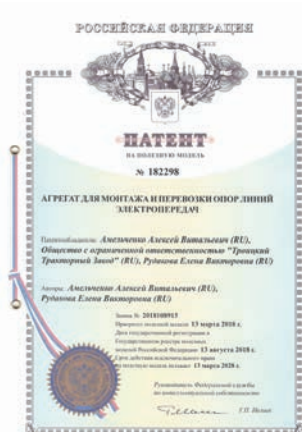 РОССИЙСКАЯ ФЕДЕРАЦИЯ
ПАТЕНТ
НА ПОЛЕЗНУЮ МОДЕЛЬ
№ 182298
АГРЕГАТ ДЛЯ МОНТАЖА И ПЕРЕВОЗКИ ОПОР ЛИНИЙ
ЭЛЕКТРОПЕРЕДАЧ
Патентообладатели: Амельченко Алексей Витальевич (RU),
Общество с ограниченной ответственностью "Троицкий
Тракторный Завод" (RU), Рудакова Елена Викторовна (RU)
Авторы: Амельченко Алексей Витальевич (RU),
Рудакова Елена Викторовна (RU)
Заявка № 2018108915
Приоритет полезной модели 13 марта 2018 г.
Дата государственной регистрации в
Государственном реестре полезных
моделей Российской Федерации 13 августа 2018 г.
Срок действия исключительного права
на полезную модель истекает 13 марта 2028 г.
Руководитель Федеральной службы
по интеллектуальной собственности
Г.П. Ивлиев